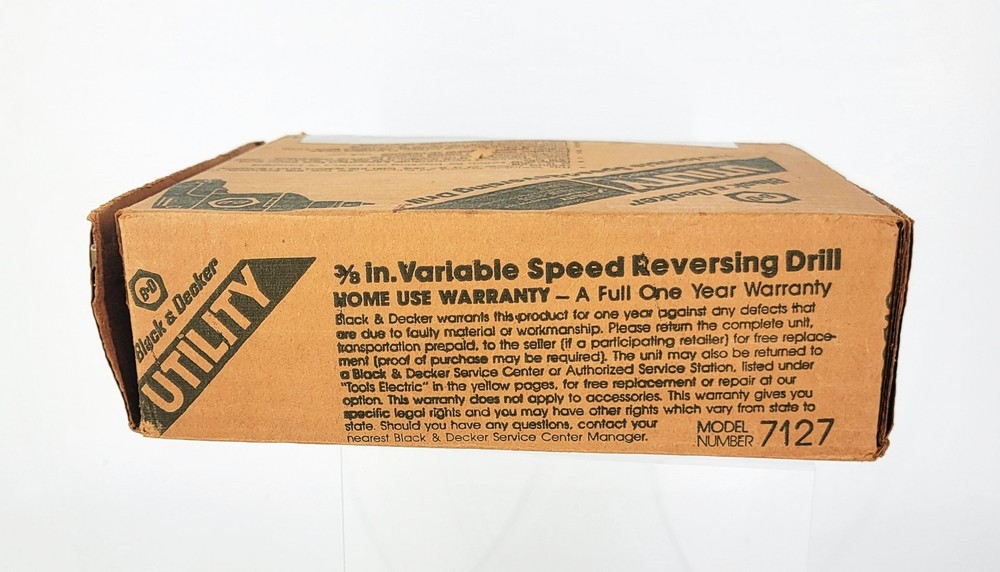 B&D
Black & Decker
UTILITY
3/8 in. Variable Speed Reversing Drill
HOME USE WARRANTY – A Full One Year Warranty
Black & Decker warrants this product for one year against any defects that
are due to faulty material or workmanship. Please return the complete unit,
transportation prepaid, to the seller (if a participating retailer) for free replace-
ment (proof of purchase may be required). The unit may also be returned to
a Black & Decker Service Center or Authorized Service Station, listed under
"Tools Electric" in the yellow pages, for free replacement or repair at our
option. This warranty does not apply to accessories. This warranty gives you
specific legal rights and you may have other rights which vary from state to
state. Should you have any questions, contact your
nearest Black & Decker Service Center Manager.
MODEL
NUMBER 7127
Black & Decker
UTILITY